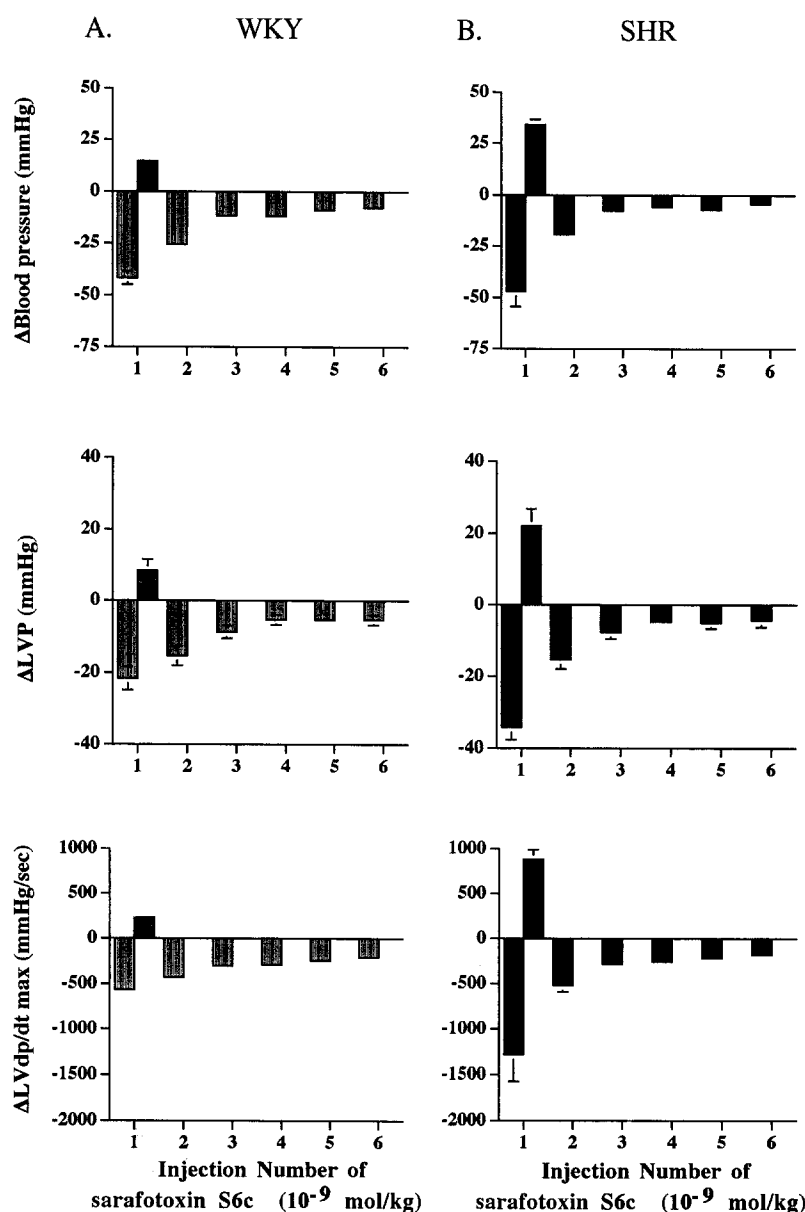 A. WKY
B. SHR
ΔBlood pressure (mmHg)
50
25
0
-25
-50
-75
1 2 3 4 5 6
50
25
0
-25
-50
-75
1 2 3 4 5 6
ΔLVP (mmHg)
40
20
0
-20
-40
1 2 3 4 5 6
40
20
0
-20
-40
1 2 3 4 5 6
ΔLVdp/dt max (mmHg/sec)
1000
500
0
-500
-1000
-1500
-2000
1 2 3 4 5 6
Injection Number of
sarafotoxin S6c (10-9 mol/kg)
1000
500
0
-500
-1000
-1500
-2000
1 2 3 4 5 6
Injection Number of
sarafotoxin S6c (10-9 mol/kg)